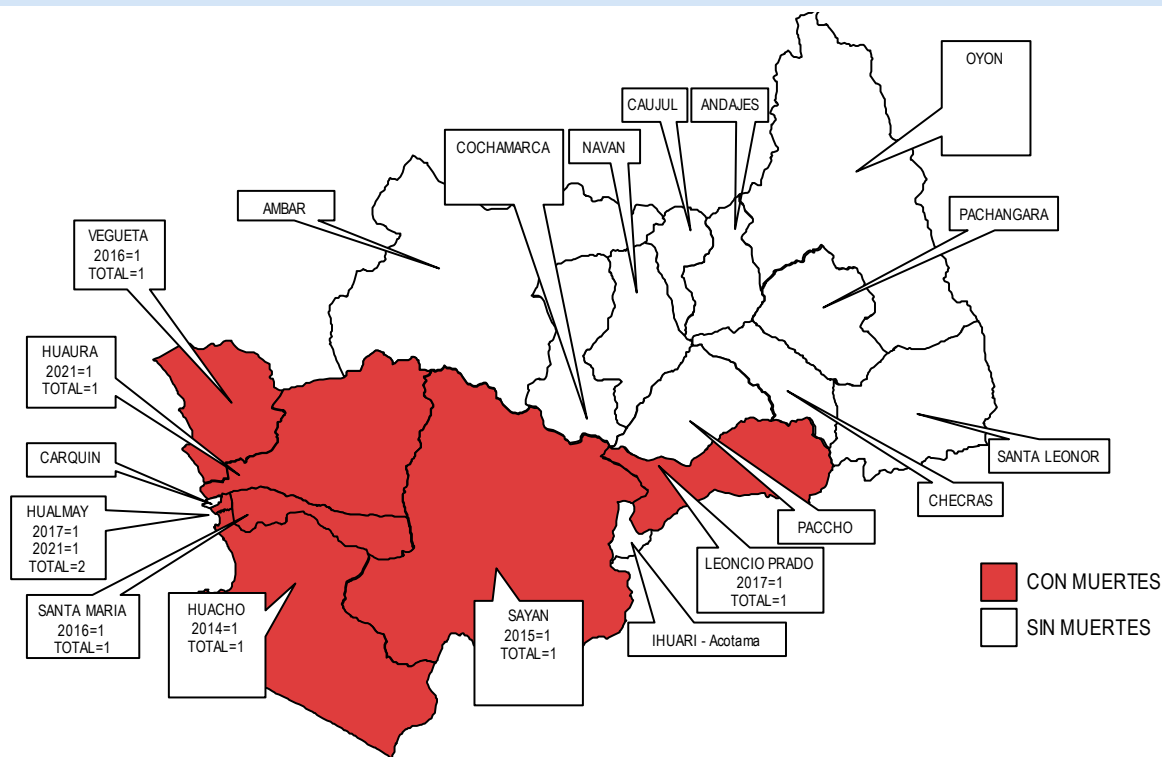 OYON
CAUJUL
ANDAJES
COCHAMARCA
NAVAN
AMBAR
PACHANGARA
VEGUETA
2016=1
TOTAL=1
HUAURA
2021=1
TOTAL=1
CARQUIN
HUALMAY
2017=1
2021=1
TOTAL=2
SANTA MARIA
2016=1
TOTAL=1
HUACHO
2014=1
TOTAL=1
SAYAN
2015=1
TOTAL=1
LEONCIO PRADO
2017=1
TOTAL=1
IHUARI - Acotama
PACCHO
CHECRAS
SANTA LEONOR
CON MUERTES
SIN MUERTES